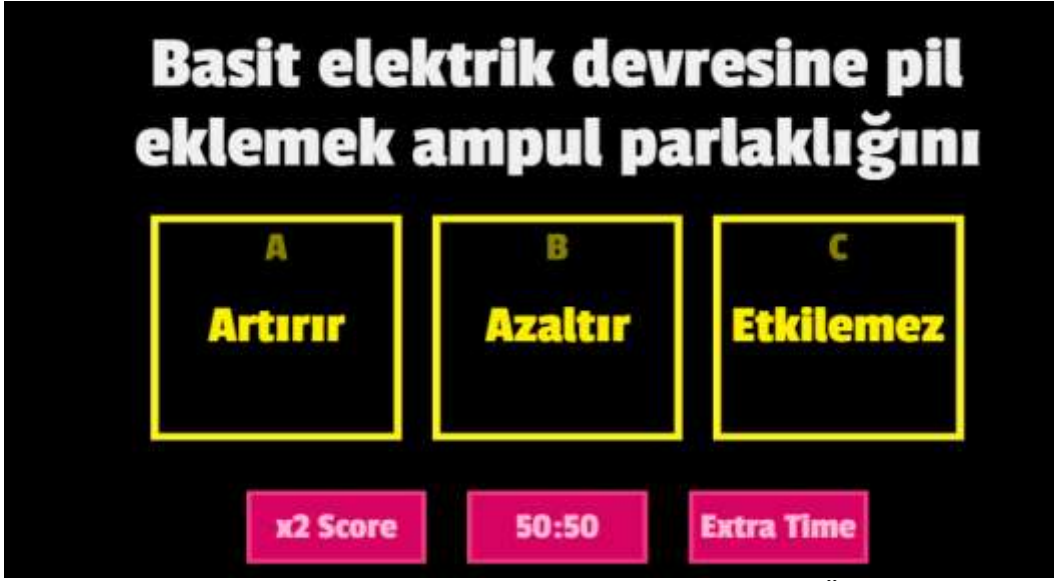 Basit elektrik devresine pil
eklemek ampul parlaklığını
A
Artırır
B
Azaltır
C
Etkilemez
x2 Score
50:50
Extra Time